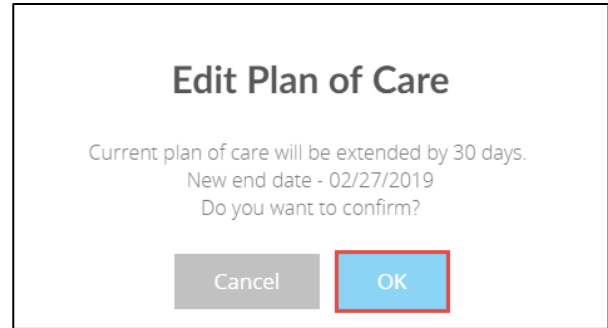 Edit Plan of Care
Current plan of care will be extended by 30 days.
New end date - 02/27/2019
Do you want to confirm?
Cancel
OK